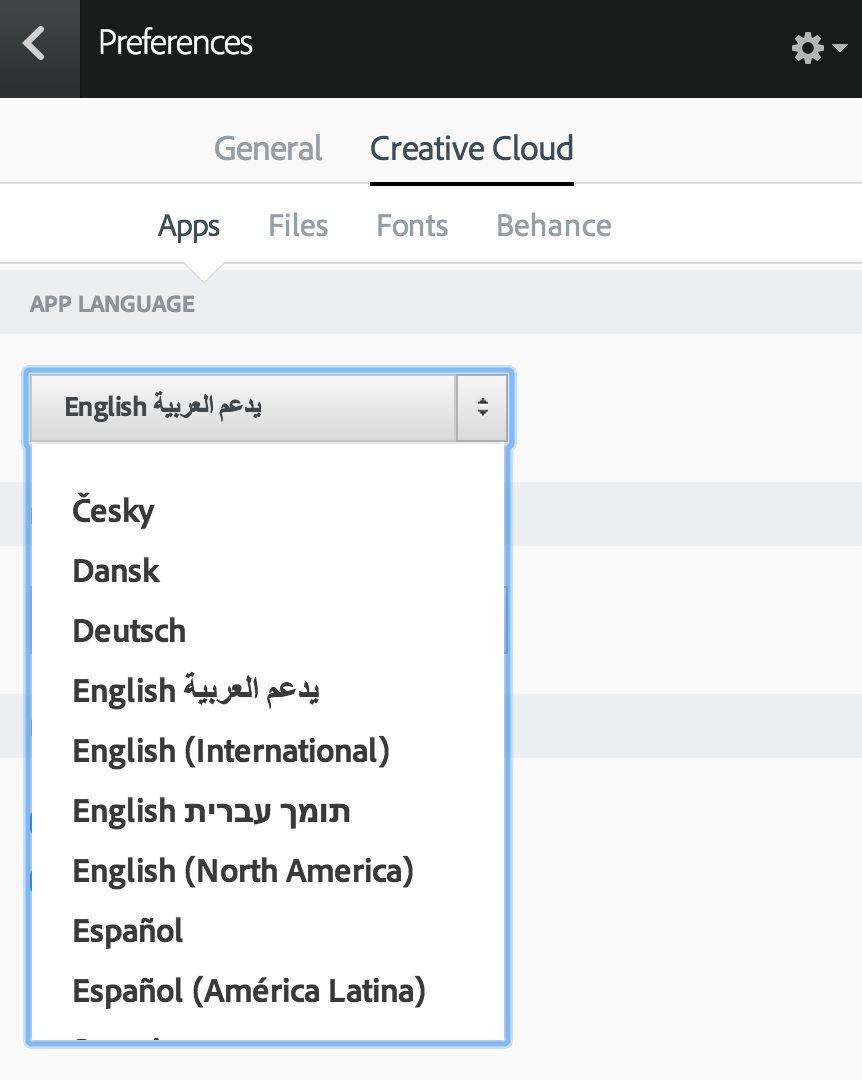 Preferences
General Creative Cloud
Apps Files Fonts Behance
APP LANGUAGE
English يدعم العربية
Česky
Dansk
Deutsch
English يدعم العربية
English (International)
English תומך עברית
English (North America)
Español
Español (América Latina)